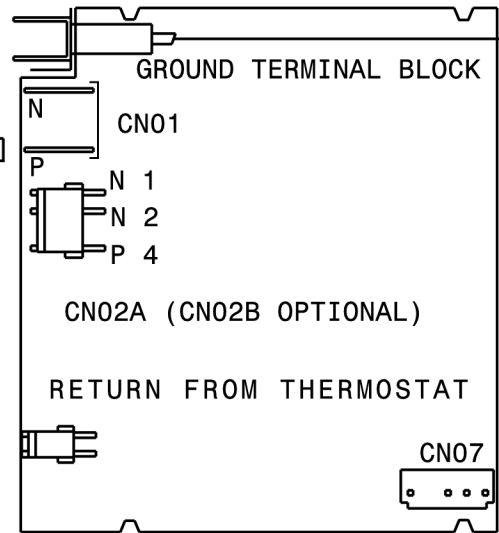 GROUND TERMINAL BLOCK
N
CN01
P
N 1
N 2
P 4
CN02A (CN02B OPTIONAL)
RETURN FROM THERMOSTAT
CN07